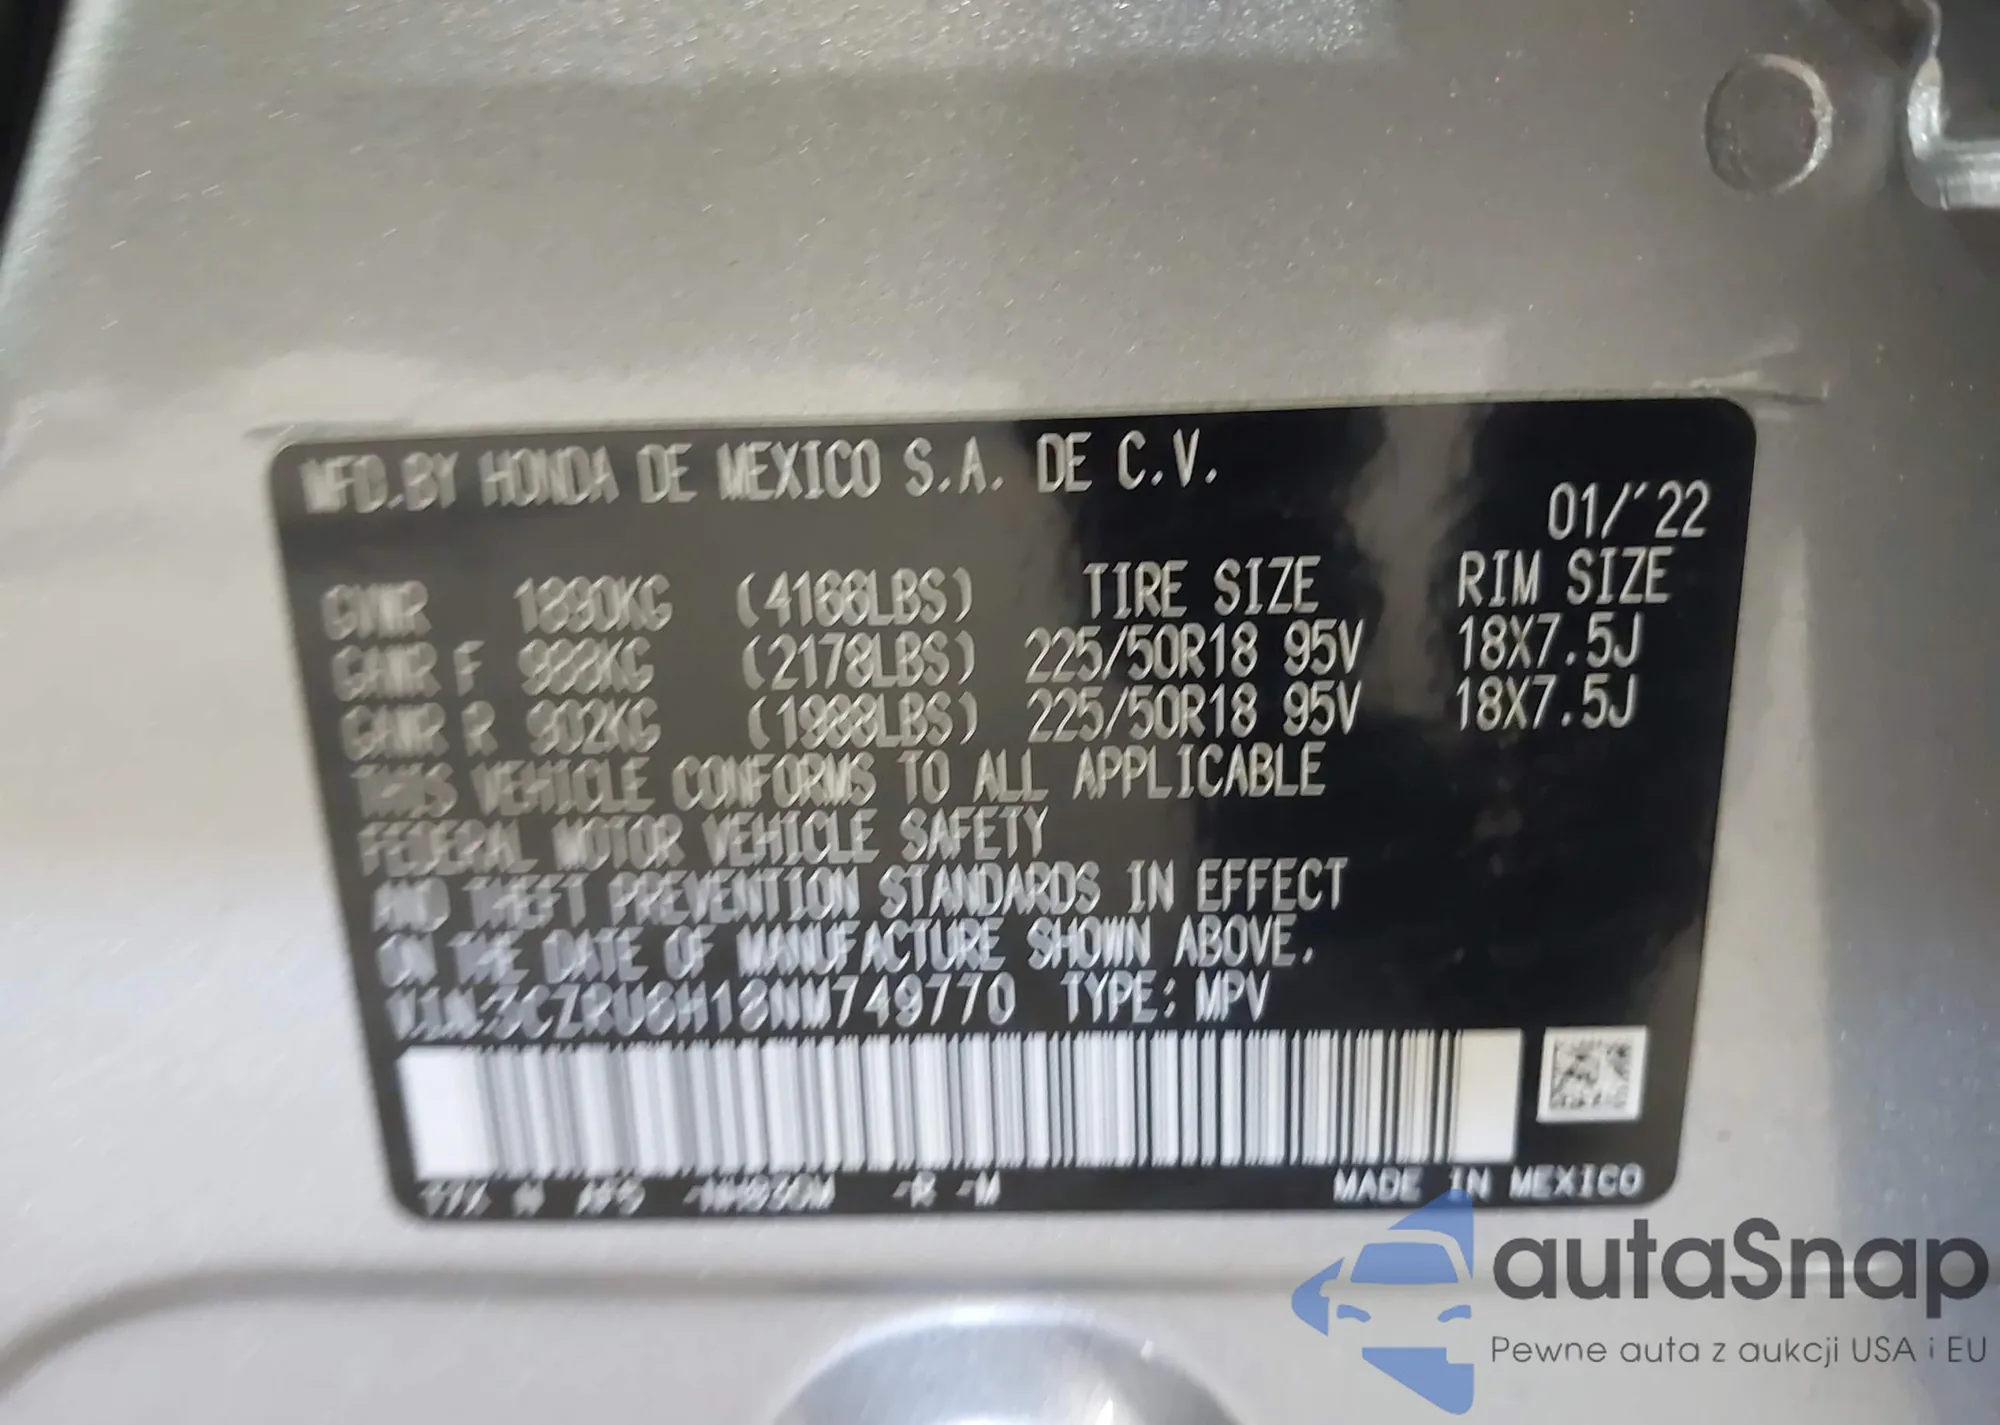 MFD.BY HONDA DE MEXICO S.A. DE C.V.
01/'22
GVWR 1890KG (4166LBS) TIRE SIZE RIM SIZE
GAWR F 988KG (2178LBS) 225/50R18 95V 18X7.5J
GAWR R 902KG (1988LBS) 225/50R18 95V 18X7.5J
THIS VEHICLE CONFORMS TO ALL APPLICABLE
FEDERAL MOTOR VEHICLE SAFETY
AND THEFT PREVENTION STANDARDS IN EFFECT
ON THE DATE OF MANUFACTURE SHOWN ABOVE.
V.I.N:3CZRU6H18NM749770 TYPE: MPV
-R -M MADE IN MEXICO
autaSnap
Pewne auta z aukcji USA i EU